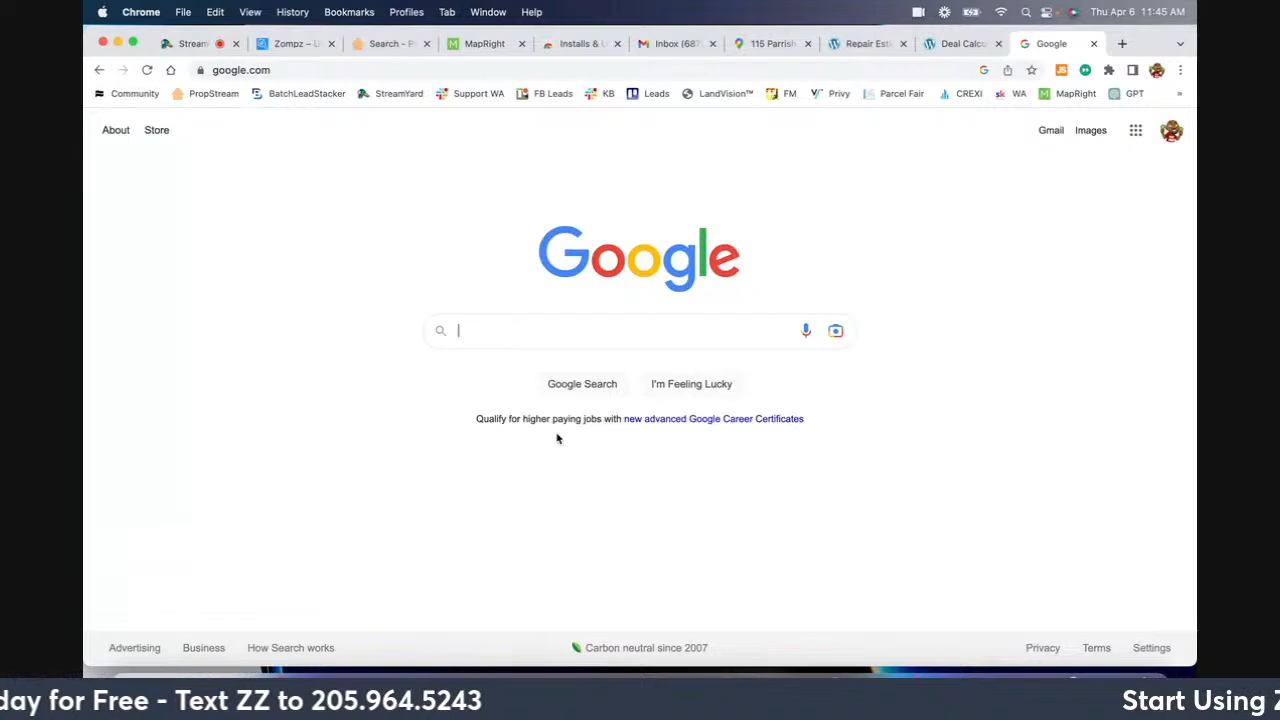 Chrome File Edit View History Bookmarks Profiles Tab Window Help Thu Apr 6 11:45 AM
Stream Zompz – Search - P MapRight Installs & U Inbox (687 115 Parrish Repair Est Deal Calcu Google
google.com
Community PropStream BatchLeadStacker StreamYard Support WA FB Leads KB Leads LandVision™ FM Privy Parcel Fair CREXI WA MapRight GPT »
About Store Gmail Images
Google
Google Search I'm Feeling Lucky
Qualify for higher paying jobs with new advanced Google Career Certificates
Advertising Business How Search works Carbon neutral since 2007 Privacy Terms Settings
day for Free - Text ZZ to 205.964.5243 Start Using